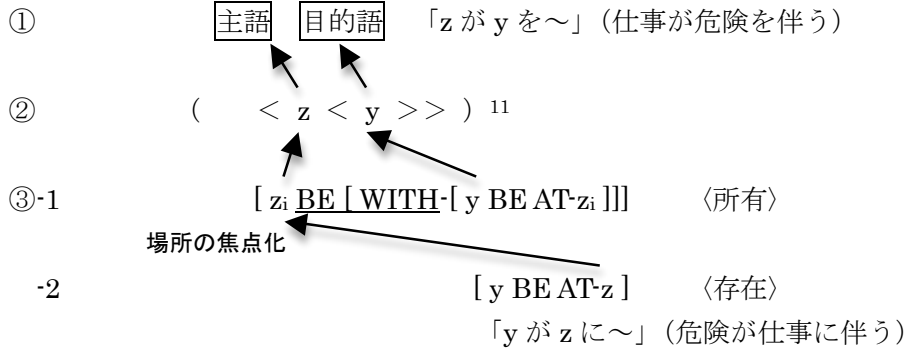 ① 主語 目的語 「z が y を～」（仕事が危険を伴う）
② ( ＜ z ＜ y ＞＞ ) 11
③-1 [ zi BE [ WITH-[ y BE AT-zi ]]] 〈所有〉
場所の焦点化
-2 [ y BE AT-z ] 〈存在〉
「y が z に～」（危険が仕事に伴う）